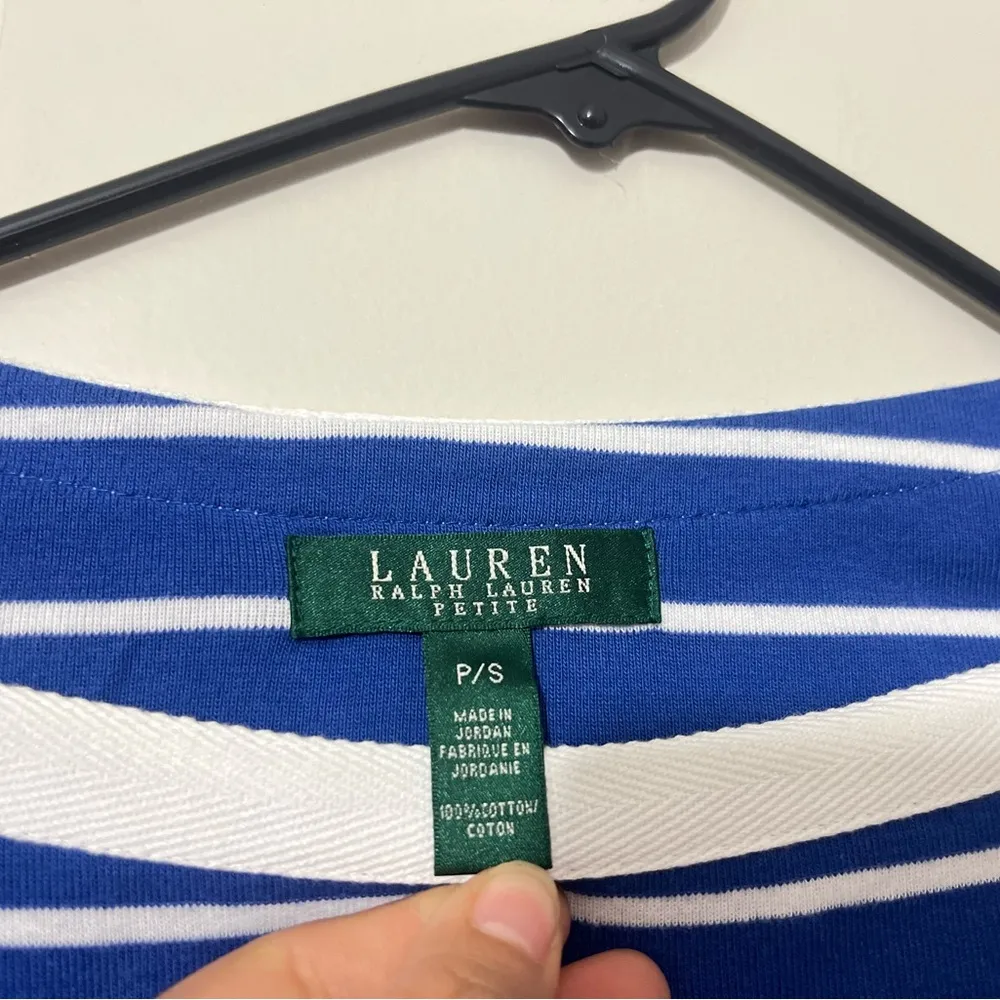 LAUREN
RALPH LAUREN
PETITE
P/S
MADE IN
JORDAN
FABRIQUE EN
JORDANIE
100%COTTON/
COTON